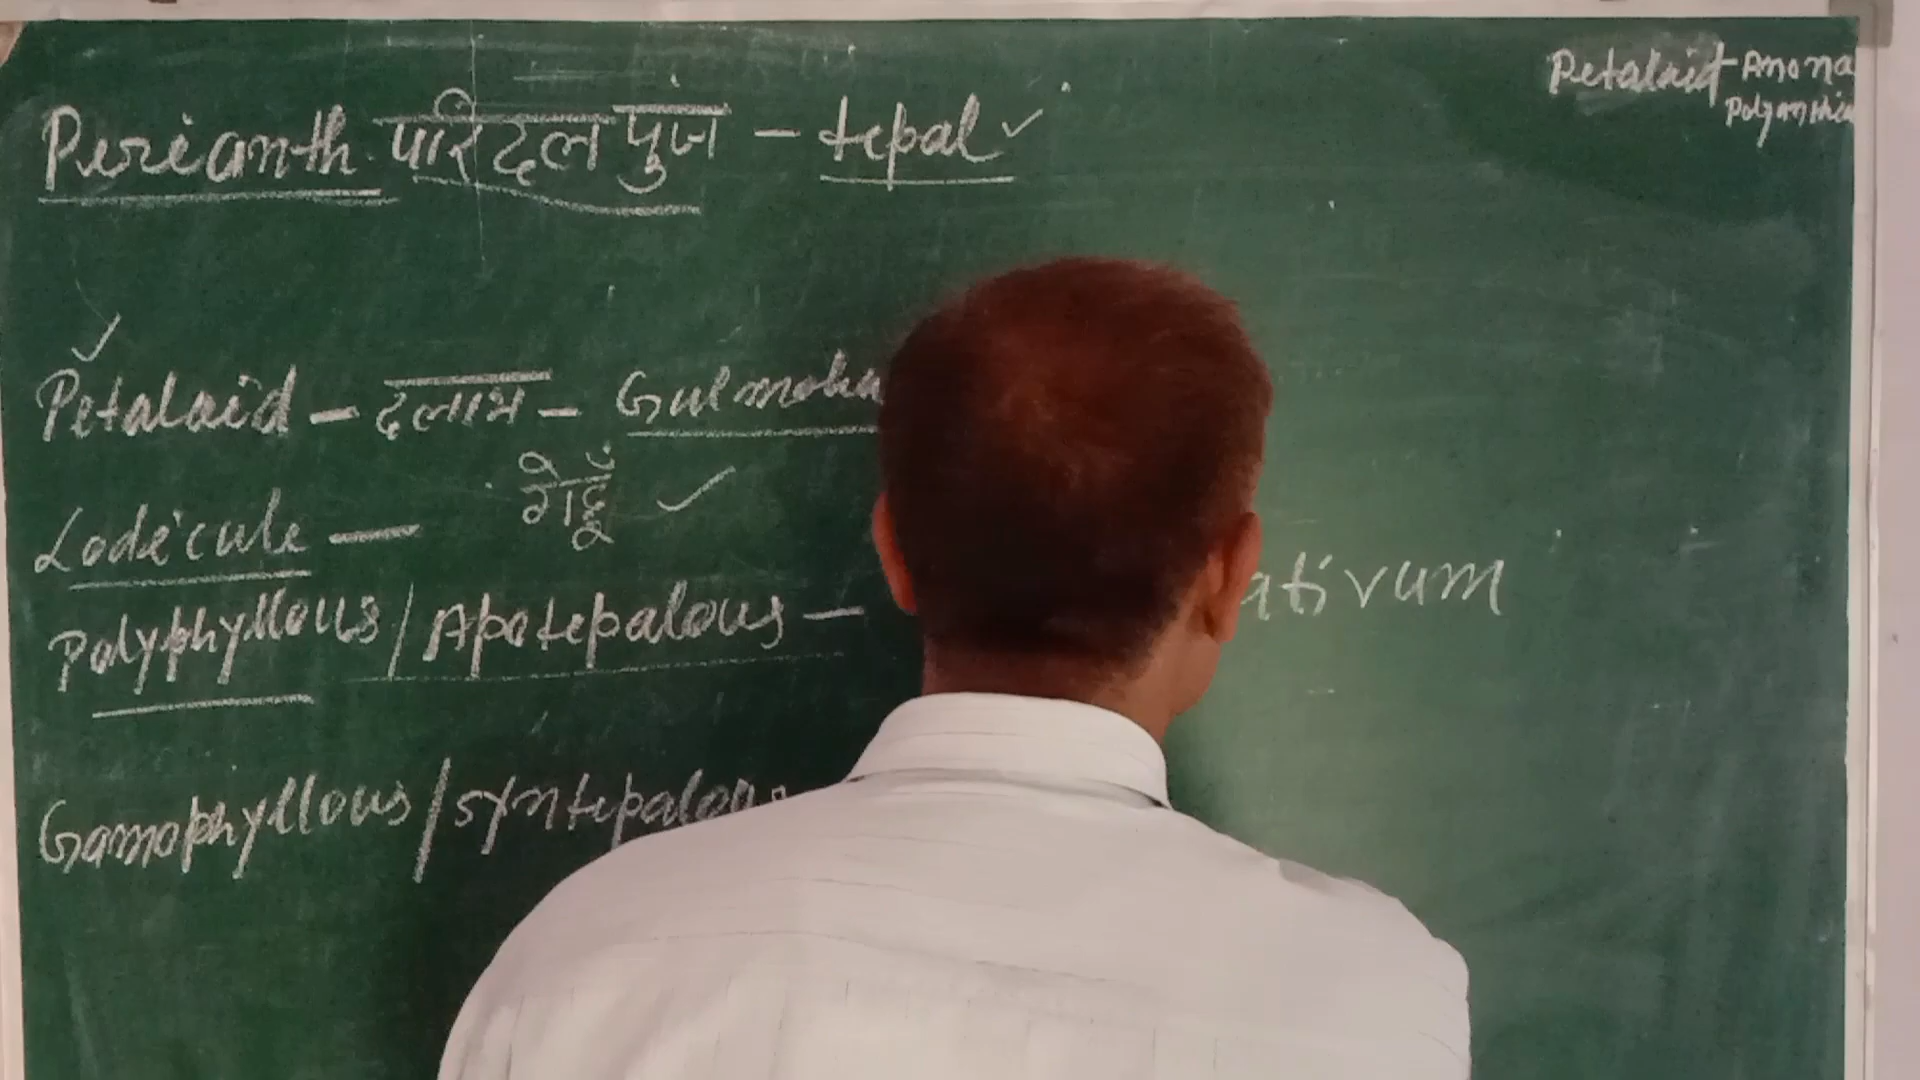 Perianth परिदल पुंज - tepal ✓
Petalaid - Anona
Polyanthia
✓
Petalaid - दलाभ - Gulmoha
Lodicule - गेहूँ ✓
Polyphyllous / Apotepalous - ativum
Gamophyllous / syntepalous